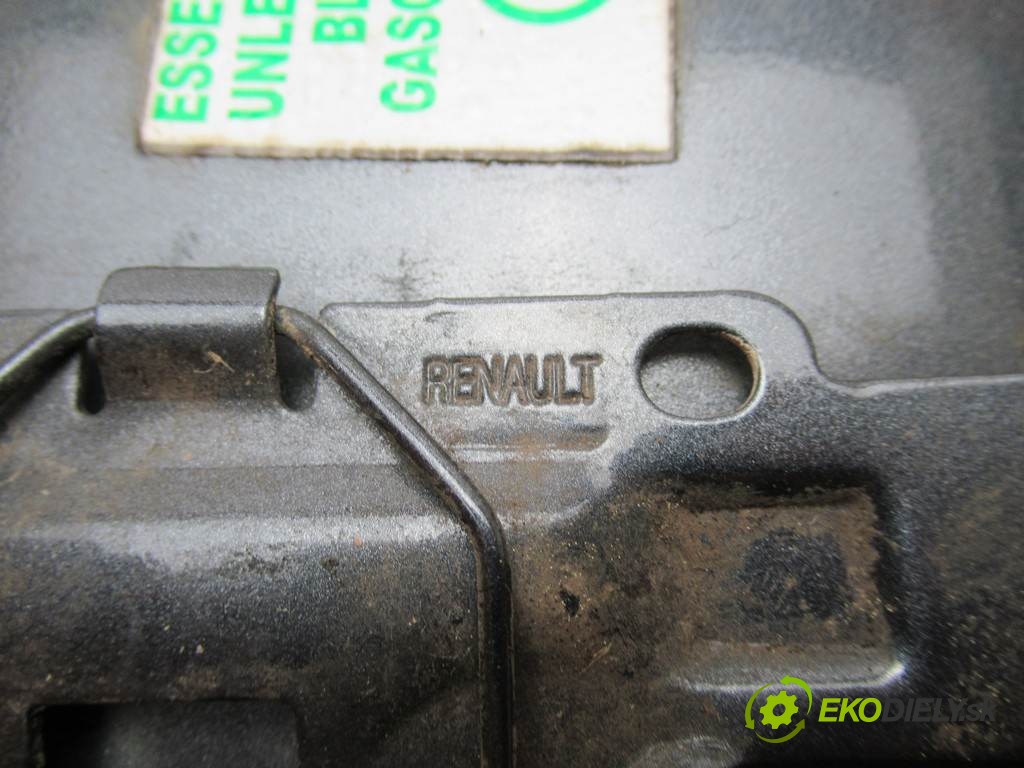 ESSE
UNLE
BL
GASO
RENAULT
EKODIELY.sk